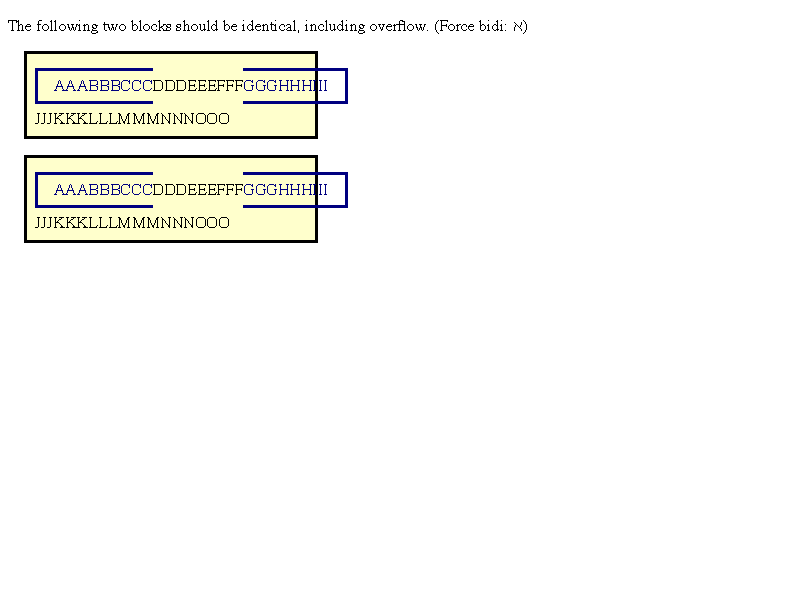 The following two blocks should be identical, including overflow. (Force bidi: א)
AAABBBCCCDDDEEEFFFGGGHHHIII
JJJKKKLLLMMMNNNOOO
AAABBBCCCDDDEEEFFFGGGHHHIII
JJJKKKLLLMMMNNNOOO